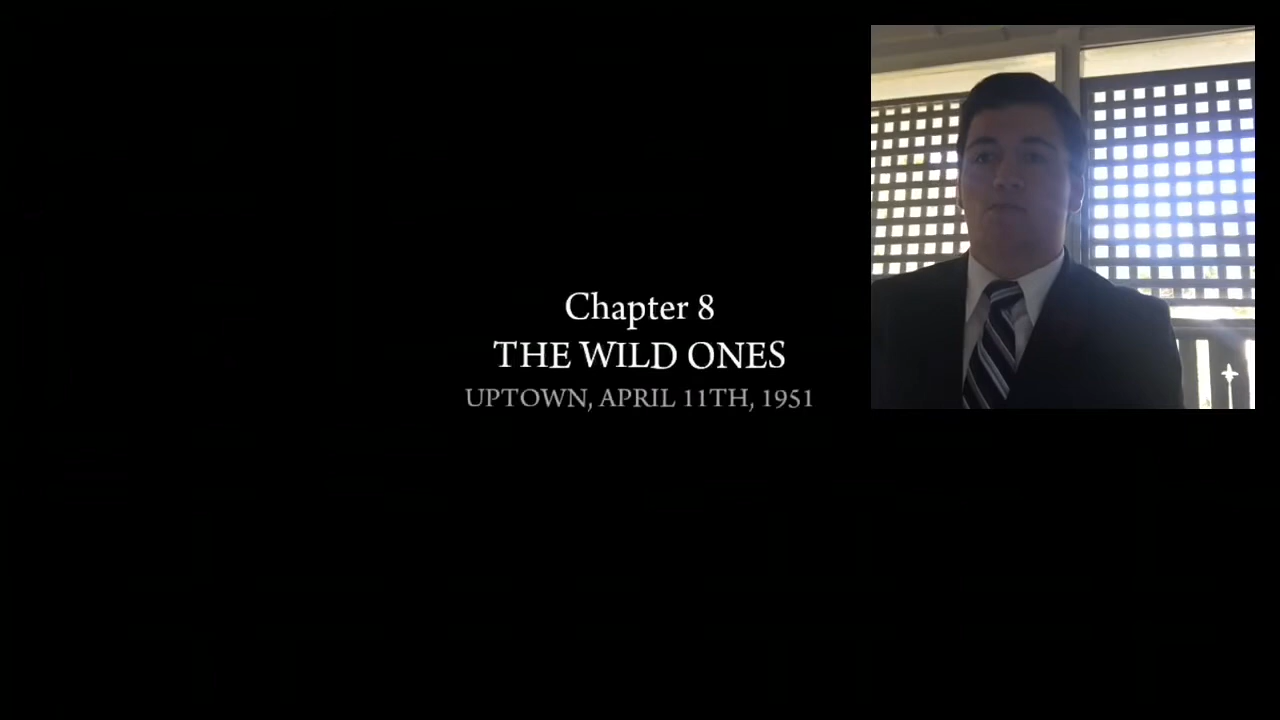 Chapter 8
THE WILD ONES
UPTOWN, APRIL 11TH, 1951